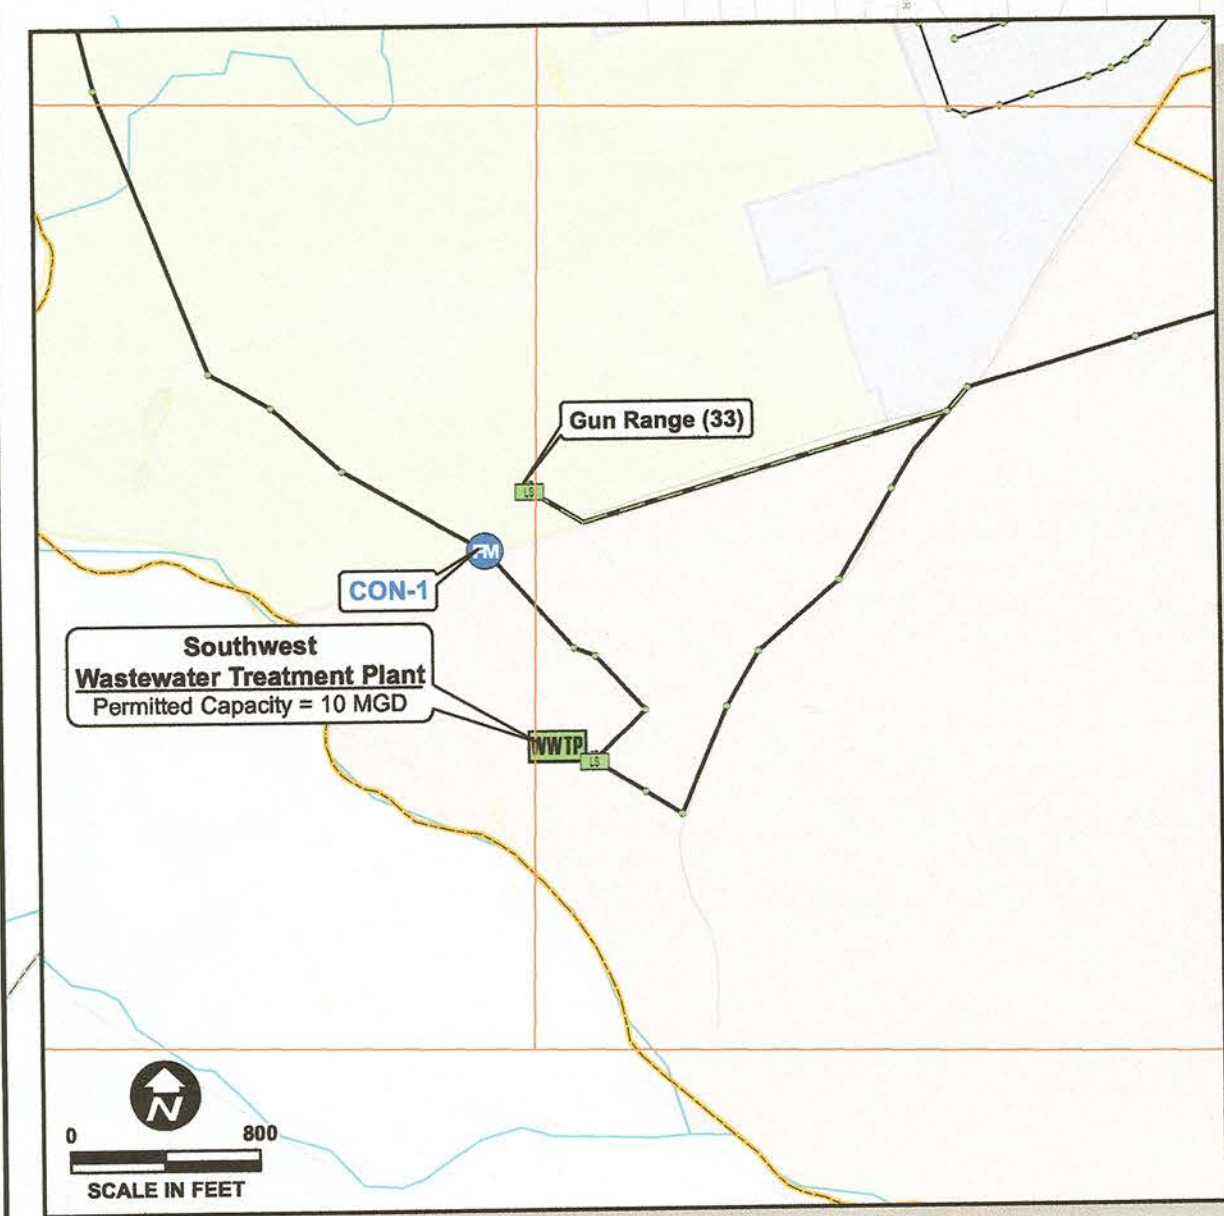 Gun Range (33)
LS
FM
CON-1
Southwest
Wastewater Treatment Plant
Permitted Capacity = 10 MGD
WWTP
LS
N
0 800
SCALE IN FEET